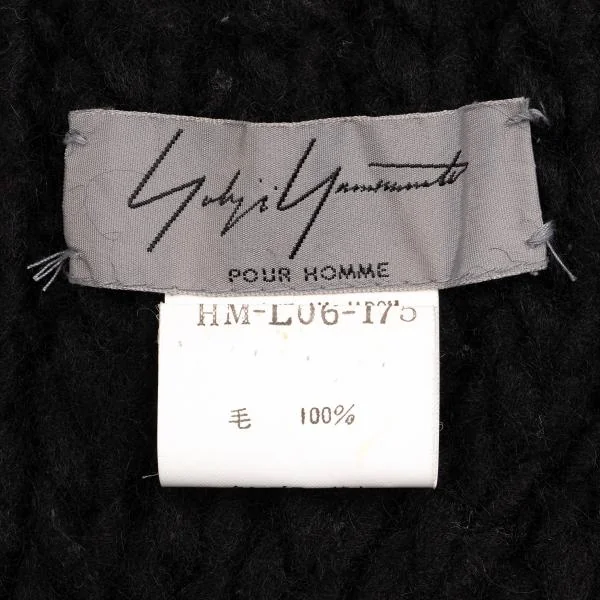 Yohji Yamamoto
POUR HOMME
HM-L06-175
毛 100%